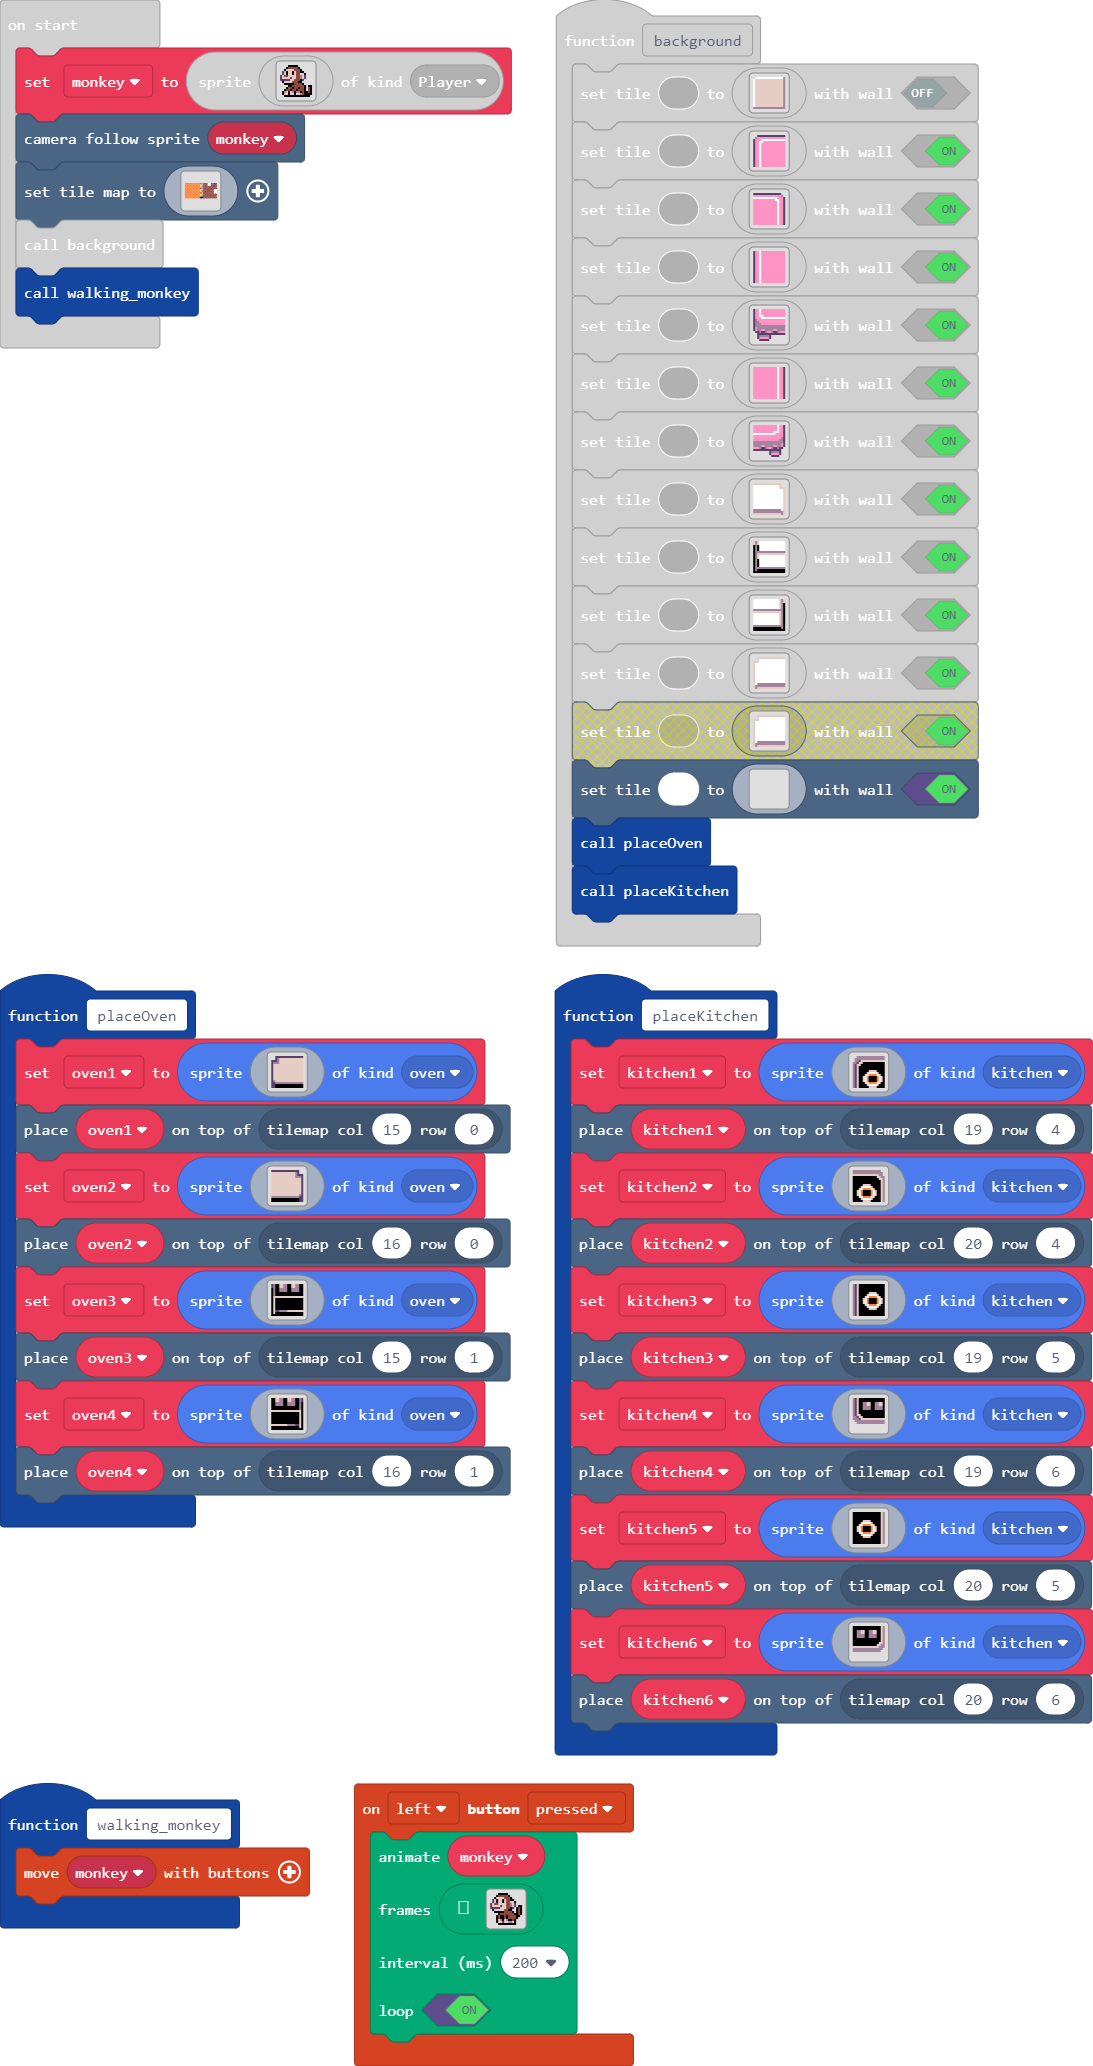 on start
set monkey to sprite of kind Player
camera follow sprite monkey
set tile map to
call background
call walking_monkey
function background
set tile to with wall OFF
set tile to with wall ON
set tile to with wall ON
set tile to with wall ON
set tile to with wall ON
set tile to with wall ON
set tile to with wall ON
set tile to with wall ON
set tile to with wall ON
set tile to with wall ON
set tile to with wall ON
set tile to with wall ON
set tile to with wall ON
call placeOven
call placeKitchen
function placeOven
set oven1 to sprite of kind oven
place oven1 on top of tilemap col 15 row 0
set oven2 to sprite of kind oven
place oven2 on top of tilemap col 16 row 0
set oven3 to sprite of kind oven
place oven3 on top of tilemap col 15 row 1
set oven4 to sprite of kind oven
place oven4 on top of tilemap col 16 row 1
function placeKitchen
set kitchen1 to sprite of kind kitchen
place kitchen1 on top of tilemap col 19 row 4
set kitchen2 to sprite of kind kitchen
place kitchen2 on top of tilemap col 20 row 4
set kitchen3 to sprite of kind kitchen
place kitchen3 on top of tilemap col 19 row 5
set kitchen4 to sprite of kind kitchen
place kitchen4 on top of tilemap col 19 row 6
set kitchen5 to sprite of kind kitchen
place kitchen5 on top of tilemap col 20 row 5
set kitchen6 to sprite of kind kitchen
place kitchen6 on top of tilemap col 20 row 6
function walking_monkey
move monkey with buttons
on left button pressed
animate monkey
frames
interval (ms) 200
loop ON